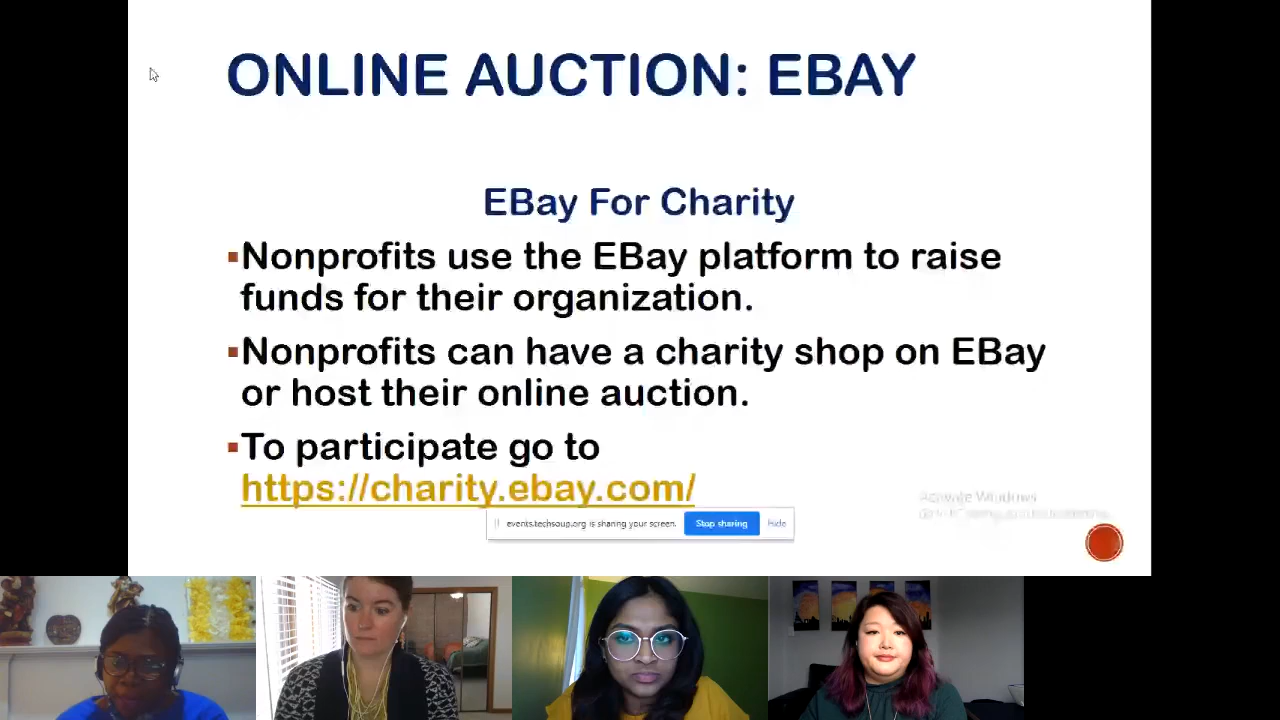 ONLINE AUCTION: EBAY
EBay For Charity
▪Nonprofits use the EBay platform to raise
funds for their organization.
▪Nonprofits can have a charity shop on EBay
or host their online auction.
▪To participate go to
https://charity.ebay.com/
Activate Windows
events.techsoup.org is sharing your screen.
Stop sharing
Hide